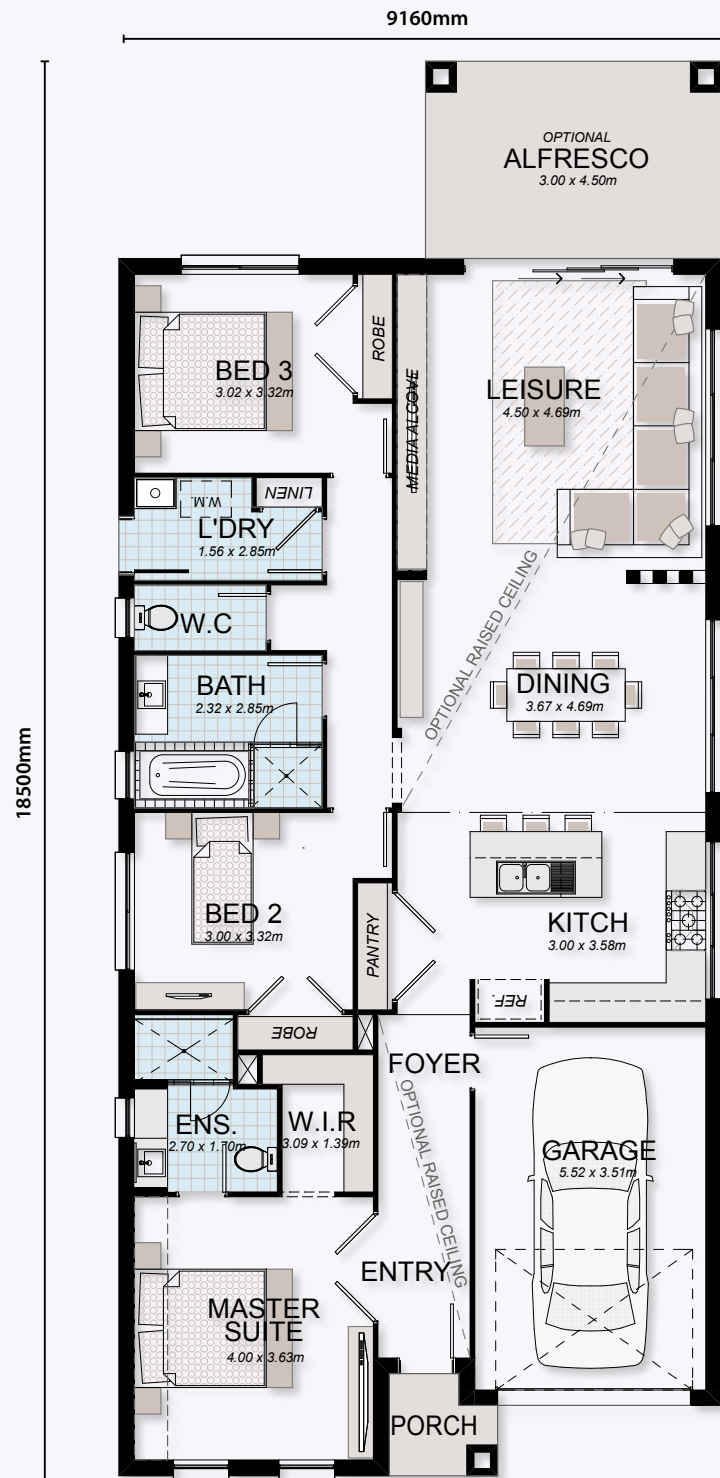 9160mm
18500mm
OPTIONAL
ALFRESCO
3.00 x 4.50m
BED 3
3.02 x 3.32m
ROBE
MEDIA ALCOVE
LEISURE
4.50 x 4.69m
W.M.
LINEN
L'DRY
1.56 x 2.85m
W.C
OPTIONAL RAISED CEILING
BATH
2.32 x 2.85m
DINING
3.67 x 4.69m
BED 2
3.00 x 3.32m
PANTRY
KITCH
3.00 x 3.58m
REF.
ROBE
FOYER
ENS.
2.70 x 1.70m
W.I.R
3.09 x 1.39m
OPTIONAL RAISED CEILING
GARAGE
5.52 x 3.51m
ENTRY
MASTER
SUITE
4.00 x 3.63m
PORCH